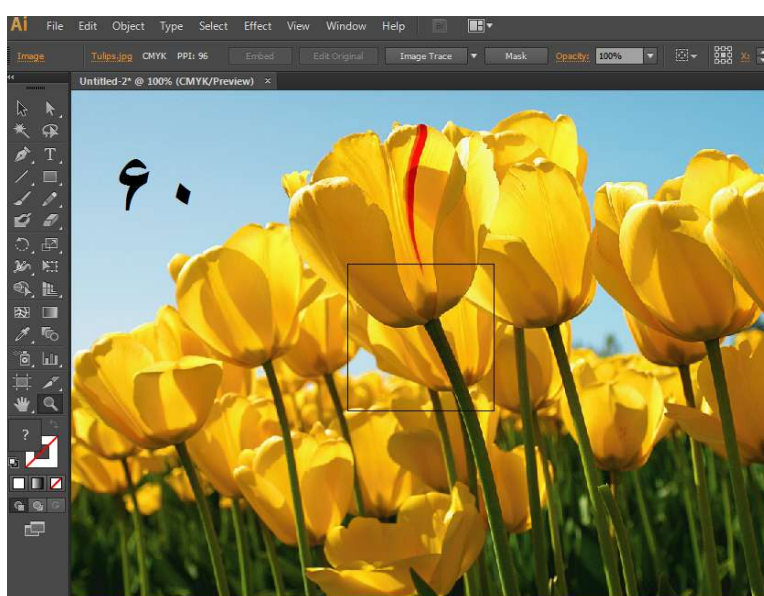 Ai File Edit Object Type Select Effect View Window Help
Image Tulips.jpg CMYK PPI: 96 Embed Edit Original Image Trace Mask Opacity: 100% X:
Untitled-2* @ 100% (CMYK/Preview) ×
۶۰
T
?